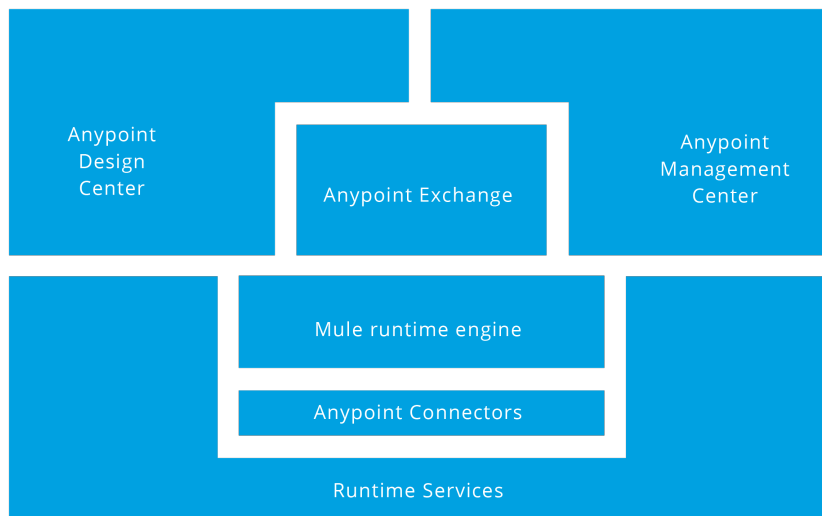 Anypoint
Design
Center
Anypoint Exchange
Anypoint
Management
Center
Mule runtime engine
Anypoint Connectors
Runtime Services